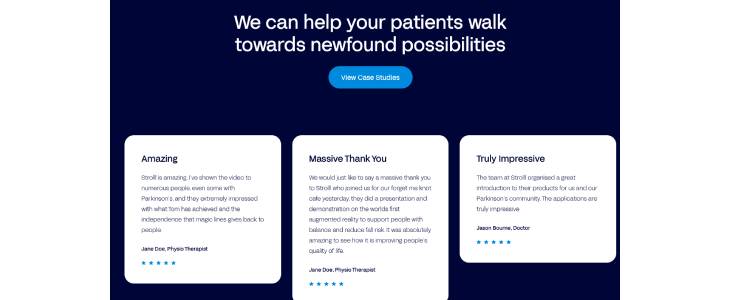 We can help your patients walk
towards newfound possibilities
View Case Studies
Amazing
Strolll is amazing. I've shown the video to
numerous people, even some with
Parkinson's, and they extremely impressed
with what Tom has achieved and the
independence that magic lines gives back to
people.
Jane Doe, Physio Therapist
Massive Thank You
We would just like to say a massive thank you
to Strolll who joined us for our forget me knot
cafe yesterday, they did a presentation and
demonstration on the worlds first
augmented reality to support people with
balance and reduce fall risk. It was absolutely
amazing to see how it is improving people's
quality of life.
Jane Doe, Physio Therapist
Truly Impressive
The team at Strolll organised a great
introduction to their products for us and our
Parkinson's community. The applications are
truly impressive
Jason Bourne, Doctor